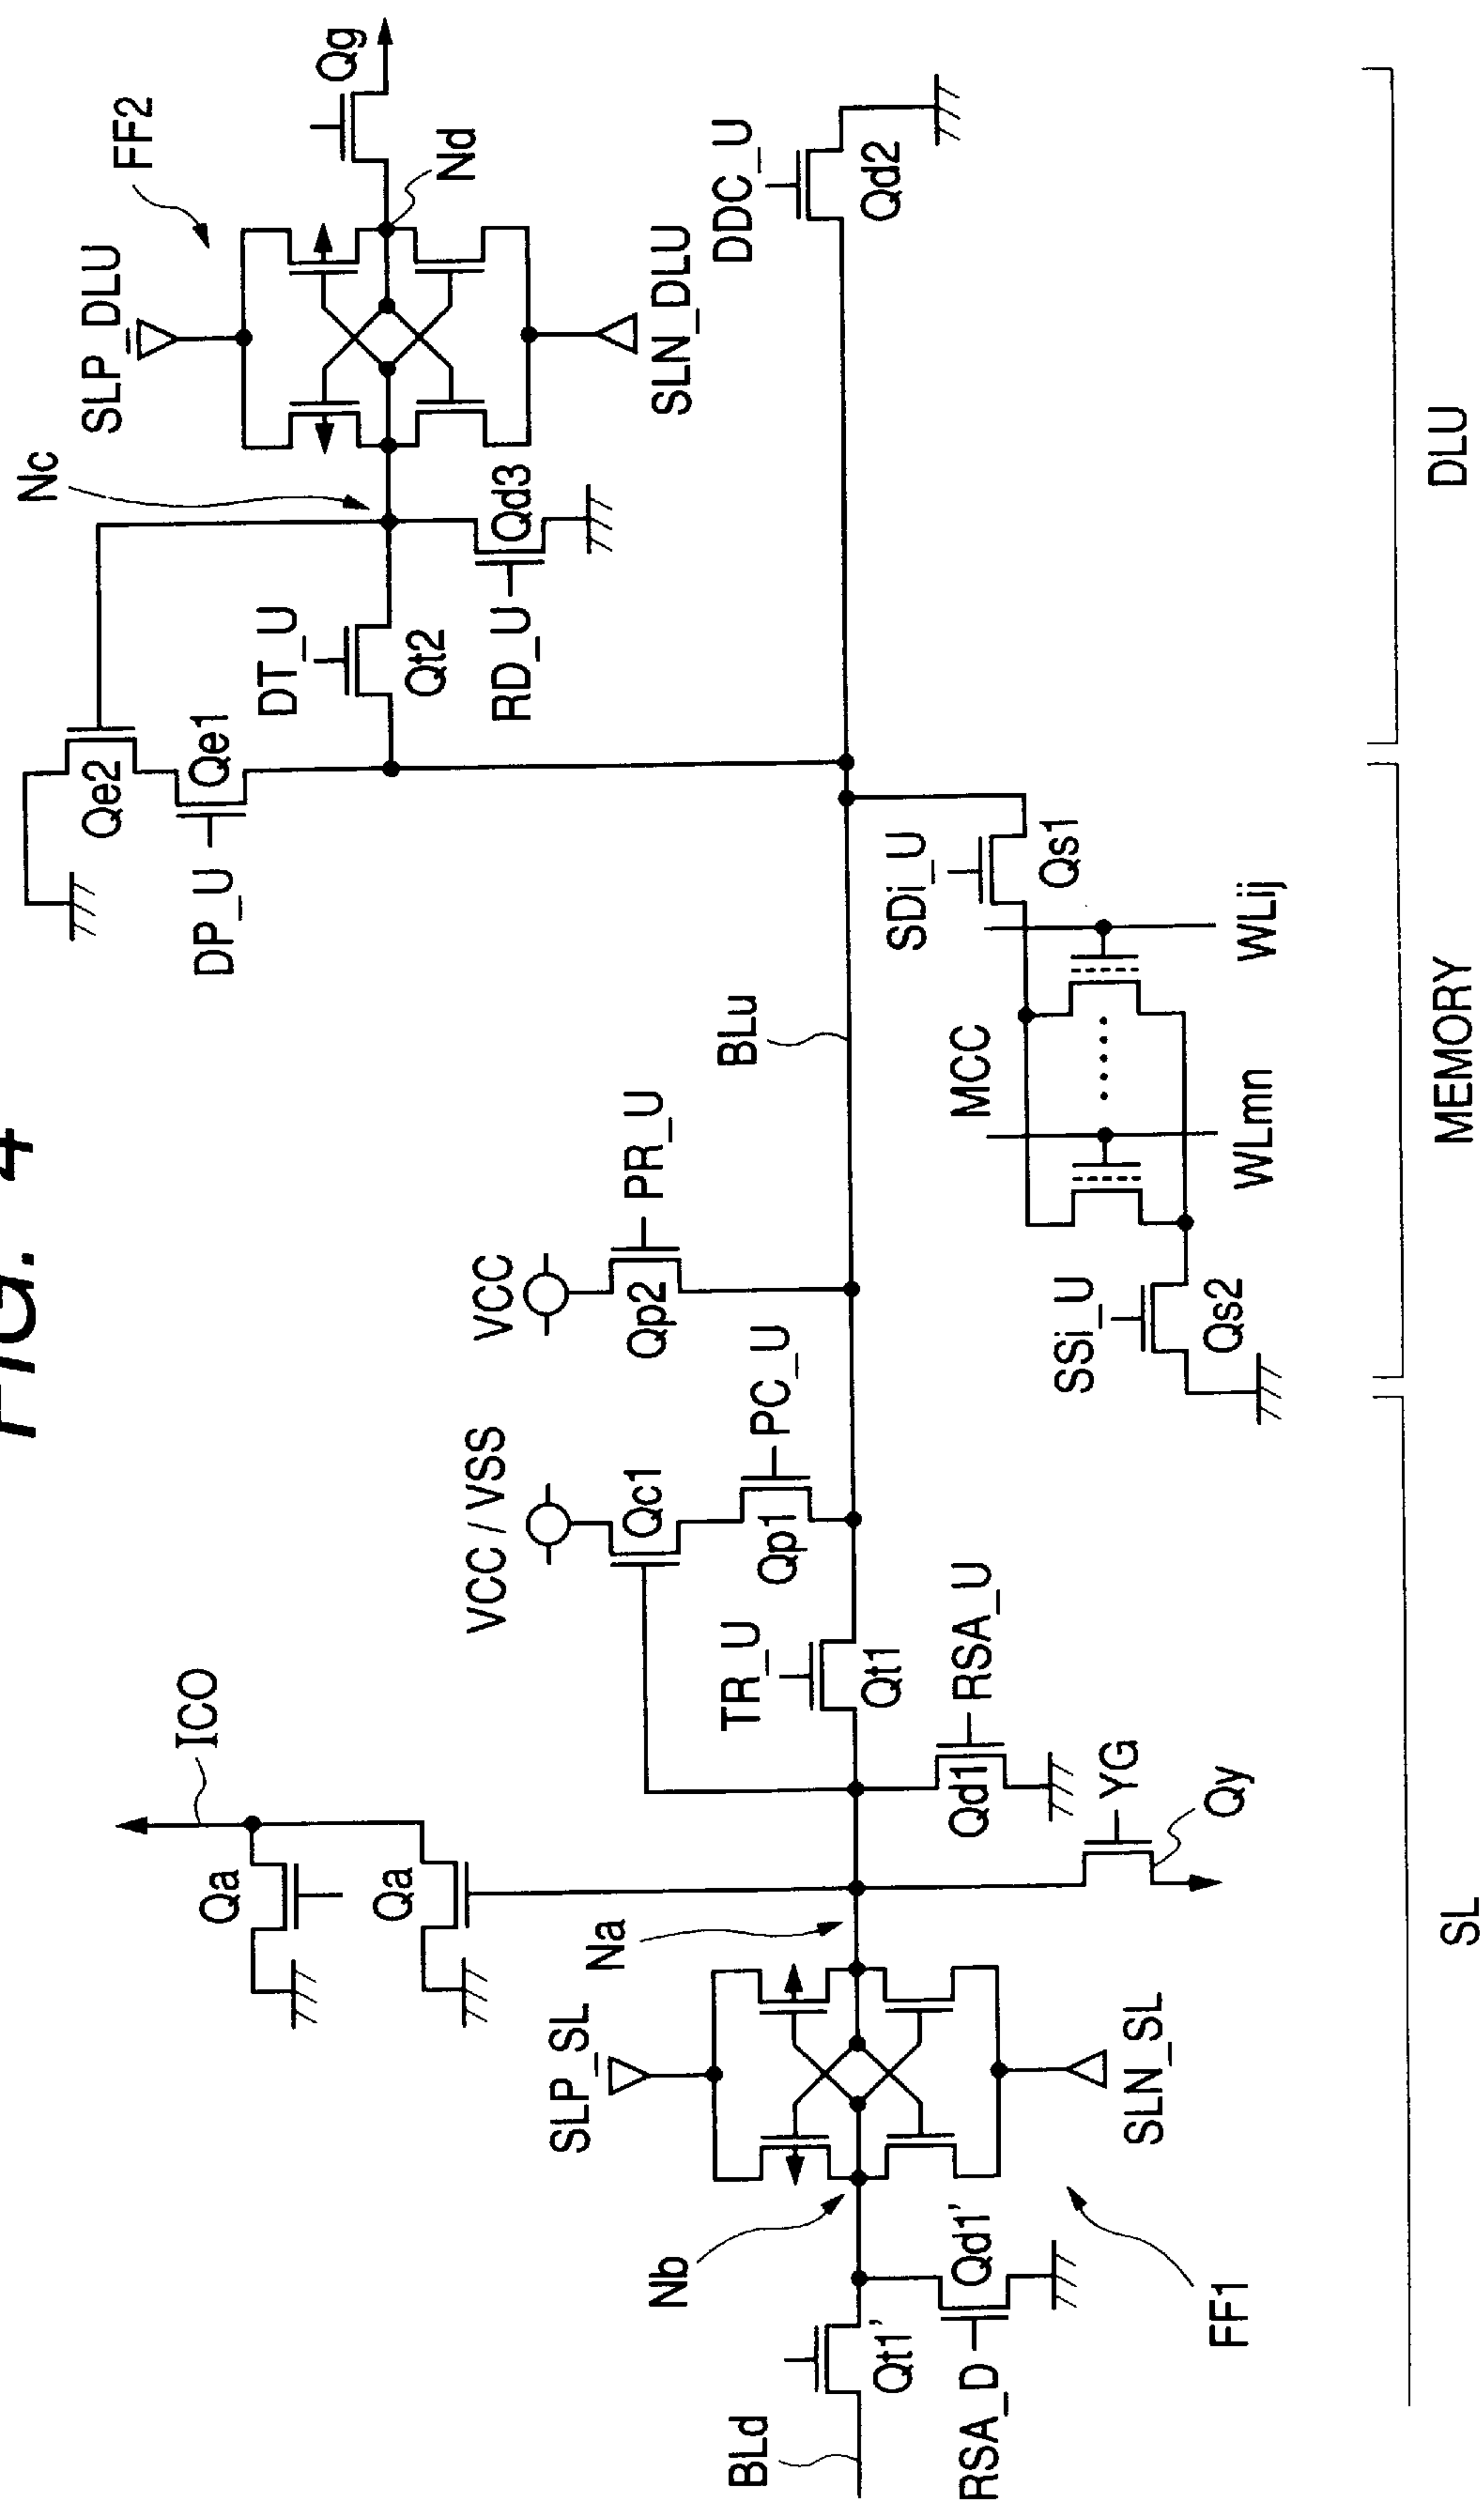 FIG. 4
SL
MEMORY
DLU
ICO
Qa
Qa
VCC / VSS
Qc1
PC_U
Qp1
VCC
PR_U
Qp2
DP_U
Qe2
Qe1
DT_U
Qt2
Nc
RD_U
Qd3
SLP_DLU
FF2
Qg
Nd
SLN_DLU
DDC_U
Qd2
SLP_SL
Na
Nb
BLd
Qt1'
RSA_D
Qd1'
SLN_SL
FF1
TR_U
Qt1
RSA_U
Qd1
YG
Qy
BLu
MCC
SDi_U
Qs1
WLij
WLmn
SSi_U
Qs2